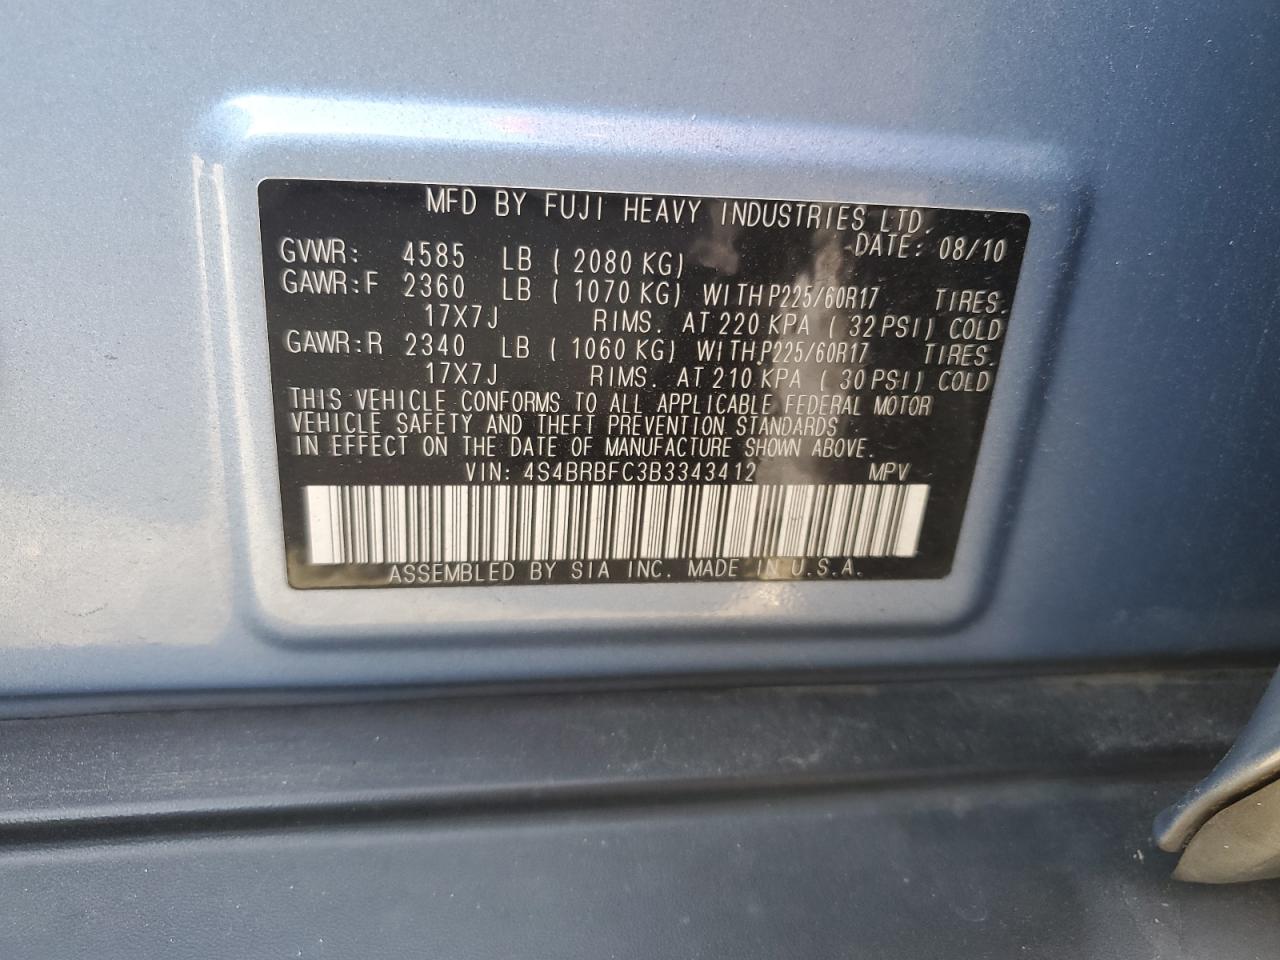 MFD BY FUJI HEAVY INDUSTRIES LTD.
DATE: 08/10
GVWR: 4585 LB ( 2080 KG)
GAWR:F 2360 LB ( 1070 KG) WITH P225/60R17 TIRES.
17X7J RIMS. AT 220 KPA ( 32 PSI) COLD
GAWR:R 2340 LB ( 1060 KG) WITH P225/60R17 TIRES.
17X7J RIMS. AT 210 KPA ( 30 PSI) COLD
THIS VEHICLE CONFORMS TO ALL APPLICABLE FEDERAL MOTOR
VEHICLE SAFETY AND THEFT PREVENTION STANDARDS
IN EFFECT ON THE DATE OF MANUFACTURE SHOWN ABOVE.
VIN: 4S4BRBFC3B3343412 MPV
ASSEMBLED BY SIA INC. MADE IN U.S.A.